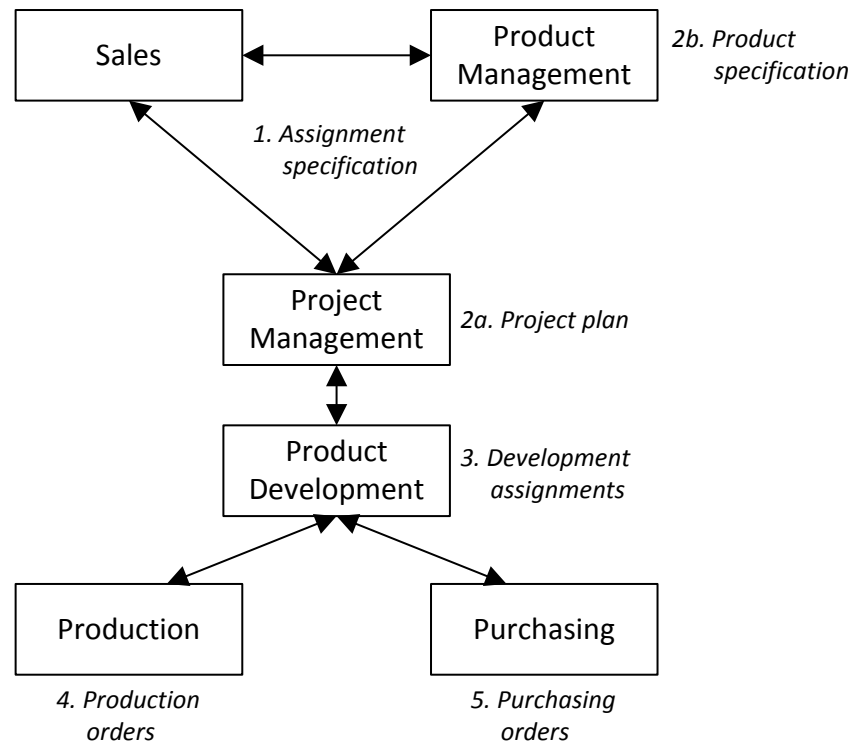 Sales
Product
Management
2b. Product
specification
1. Assignment
specification
Project
Management
2a. Project plan
Product
Development
3. Development
assignments
Production
Purchasing
4. Production
orders
5. Purchasing
orders